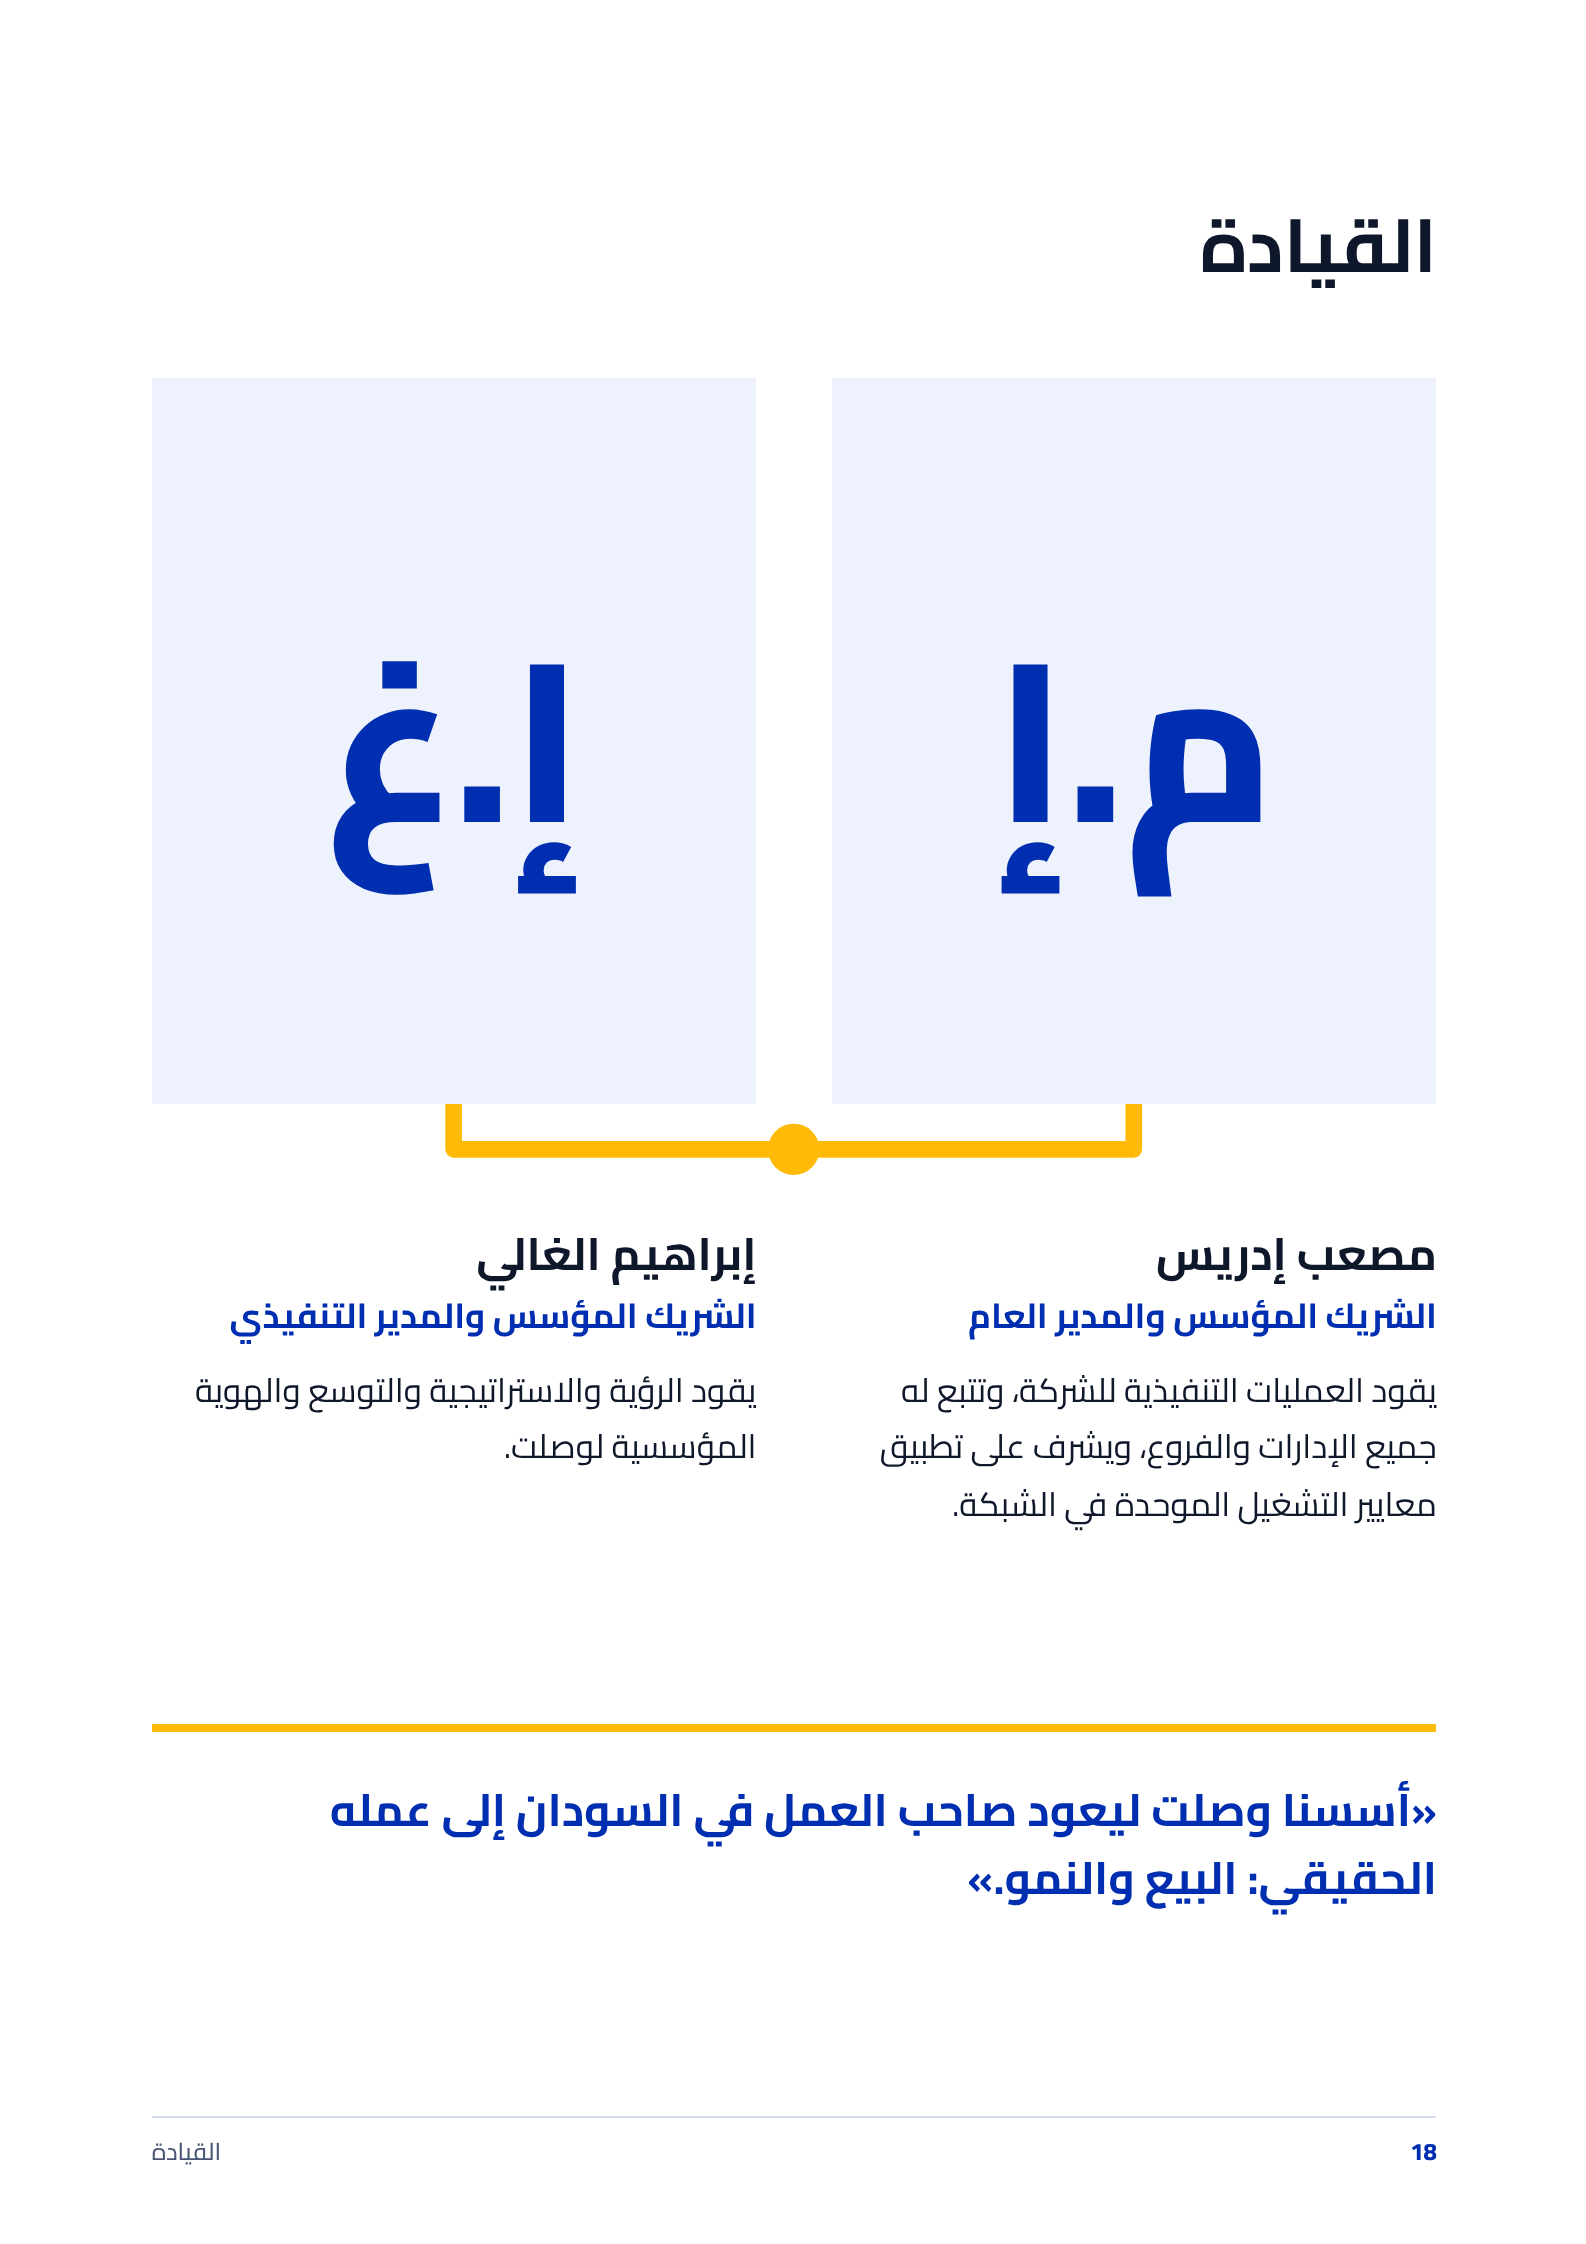 القيادة
م.إ
إ.غ
مصعب إدريس
الشريك المؤسس والمدير العام
يقود العمليات التنفيذية للشركة، وتتبع له
جميع الإدارات والفروع، ويشرف على تطبيق
معايير التشغيل الموحدة في الشبكة.
إبراهيم الغالي
الشريك المؤسس والمدير التنفيذي
يقود الرؤية والاستراتيجية والتوسع والهوية
المؤسسية لوصلت.
«أسسنا وصلت ليعود صاحب العمل في السودان إلى عمله
الحقيقي: البيع والنمو.»
18
القيادة